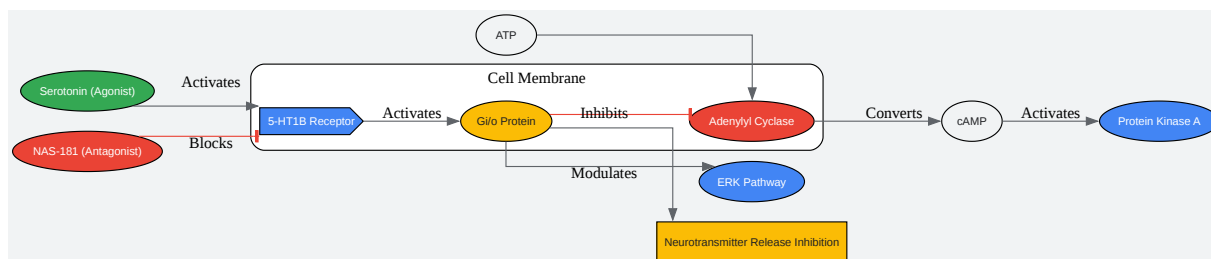 ATP
Cell Membrane
Activates
Serotonin (Agonist)
5-HT1B Receptor
Activates
Gi/o Protein
Inhibits
Adenylyl Cyclase
Converts
cAMP
Activates
Protein Kinase A
Blocks
NAS-181 (Antagonist)
Modulates
ERK Pathway
Neurotransmitter Release Inhibition